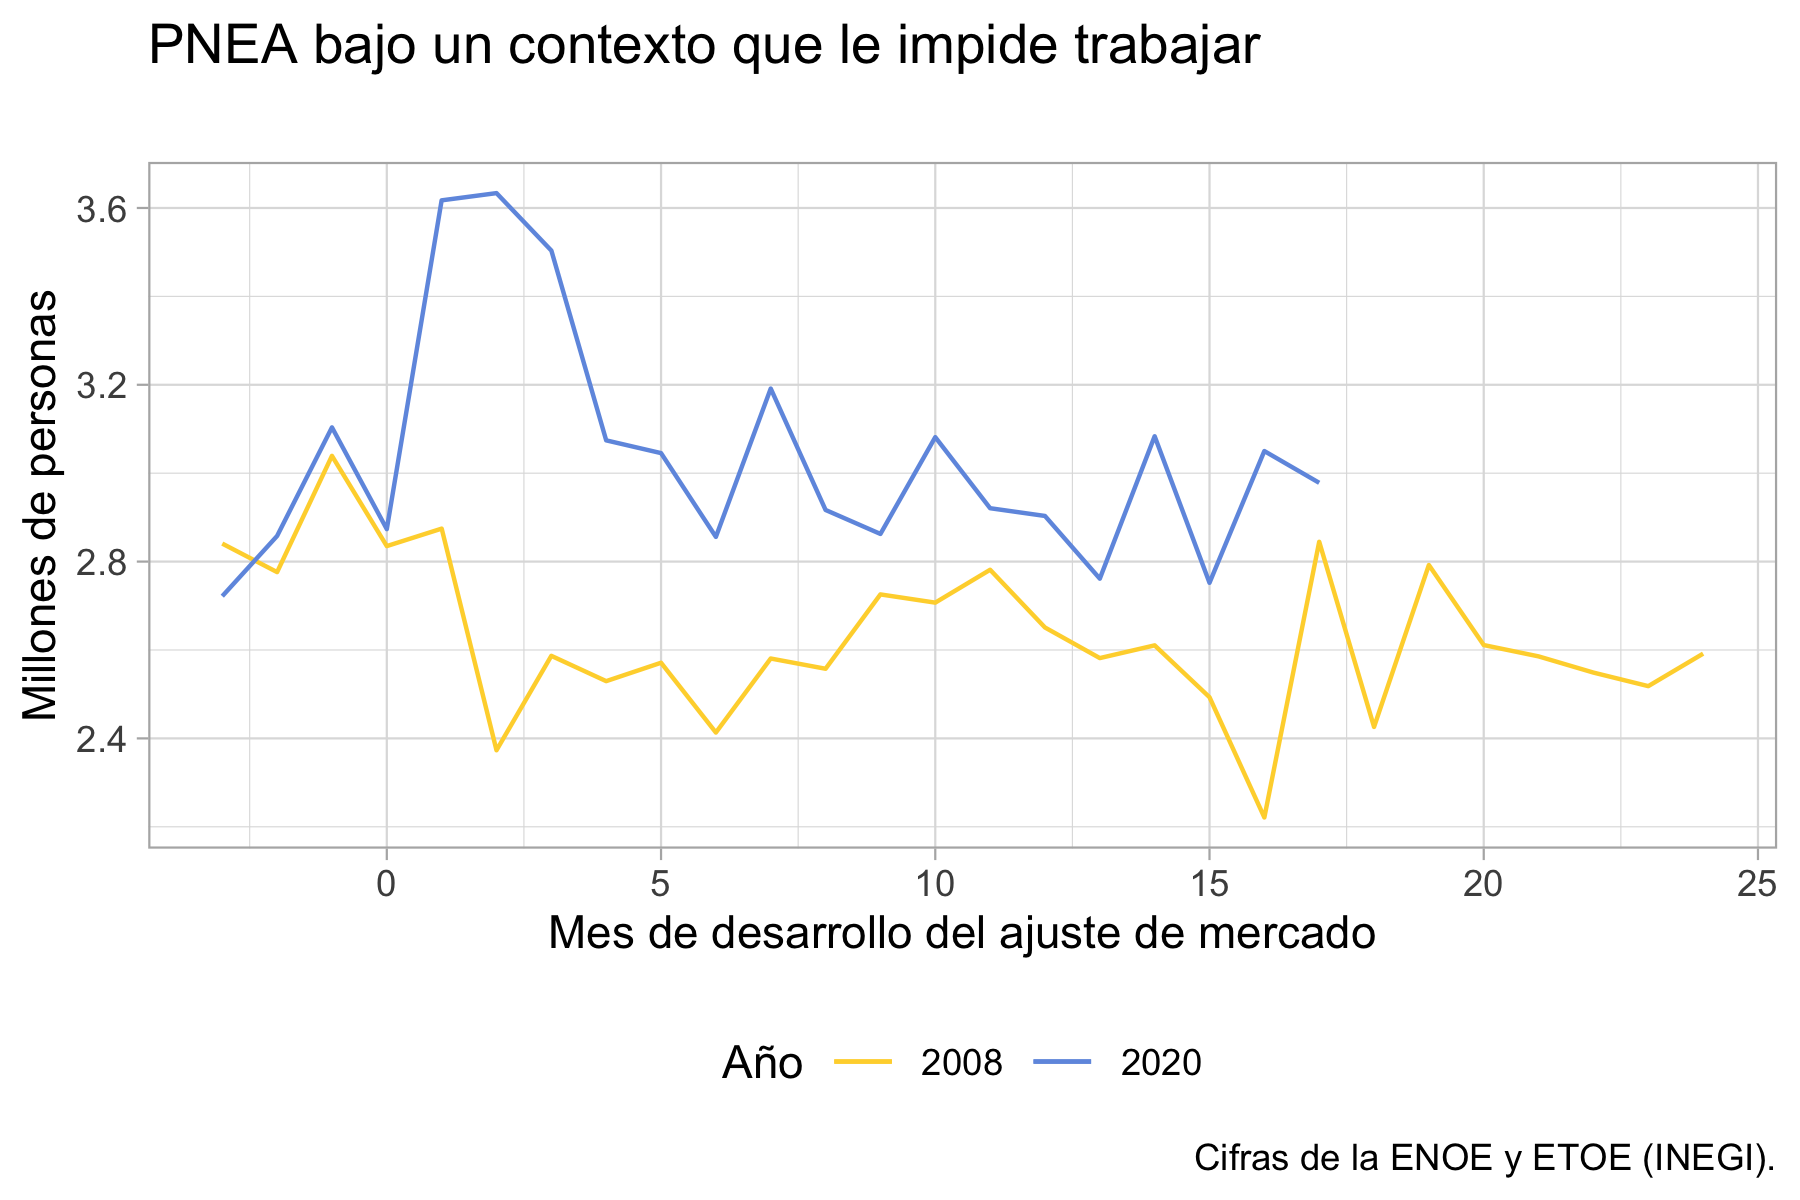 PNEA bajo un contexto que le impide trabajar
Millones de personas
3.6
3.2
2.8
2.4
0 5 10 15 20 25
Mes de desarrollo del ajuste de mercado
Año 2008 2020
Cifras de la ENOE y ETOE (INEGI).